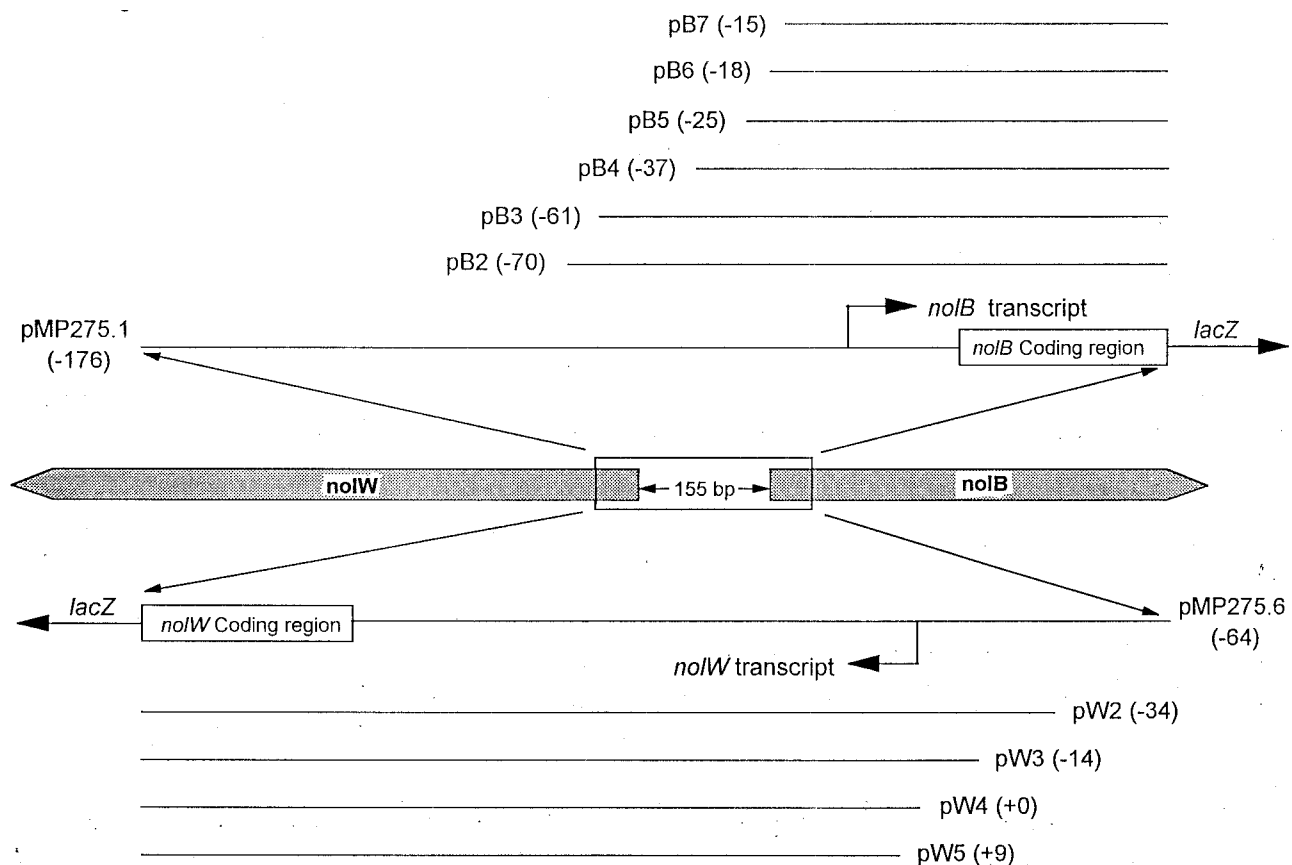 pB7 (-15)
pB6 (-18)
pB5 (-25)
pB4 (-37)
pB3 (-61)
pB2 (-70)
pMP275.1
(-176)
nolB transcript
nolB Coding region
lacZ
nolW
155 bp
nolB
lacZ
nolW Coding region
nolW transcript
pMP275.6
(-64)
pW2 (-34)
pW3 (-14)
pW4 (+0)
pW5 (+9)